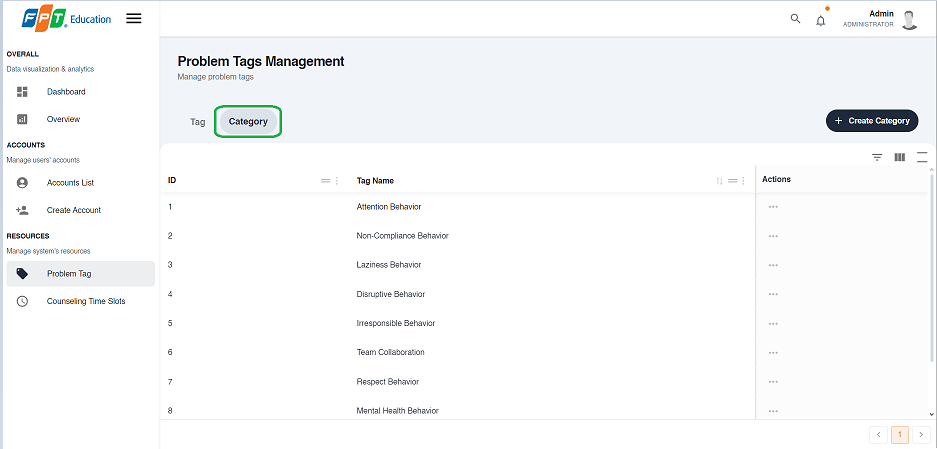 FPT Education
Admin
ADMINISTRATOR
OVERALL
Data visualization & analytics
Dashboard
Overview
ACCOUNTS
Manage users' accounts
Accounts List
Create Account
RESOURCES
Manage system's resources
Problem Tag
Counseling Time Slots
Problem Tags Management
Manage problem tags
Tag Category
+ Create Category
ID Tag Name Actions
1 Attention Behavior
2 Non-Compliance Behavior
3 Laziness Behavior
4 Disruptive Behavior
5 Irresponsible Behavior
6 Team Collaboration
7 Respect Behavior
8 Mental Health Behavior
< 1 >